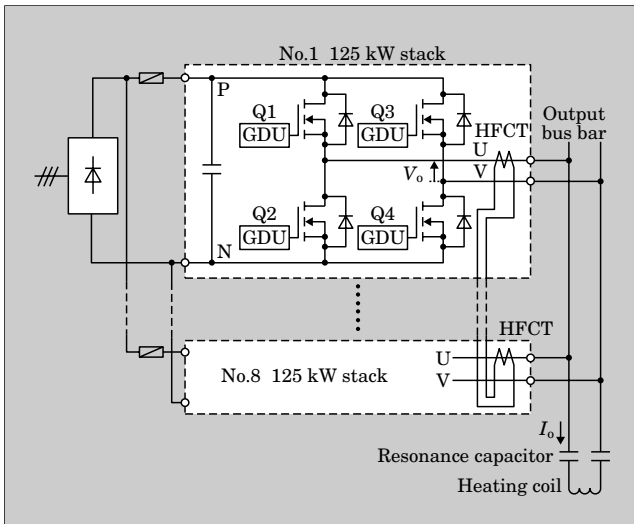 No.1 125 kW stack
P
Q1
Q3
GDU
GDU
HFCT
Output
bus bar
U
V
Vo
Q2
Q4
GDU
GDU
N
HFCT
U
V
No.8 125 kW stack
Io
Resonance capacitor
Heating coil